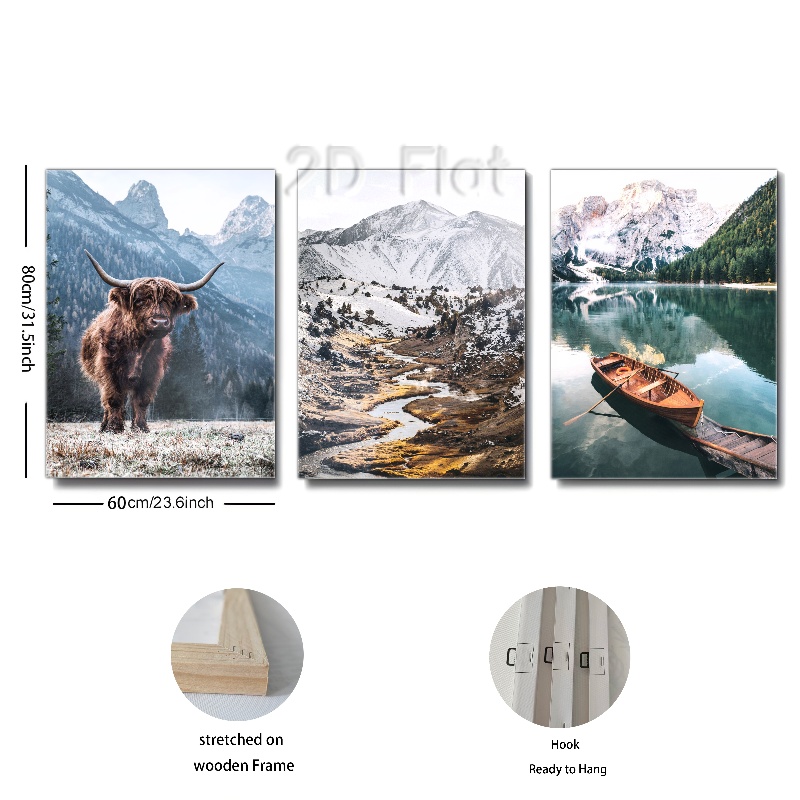 2D Flat
80cm/31.5inch
60cm/23.6inch
stretched on
wooden Frame
Hook
Ready to Hang